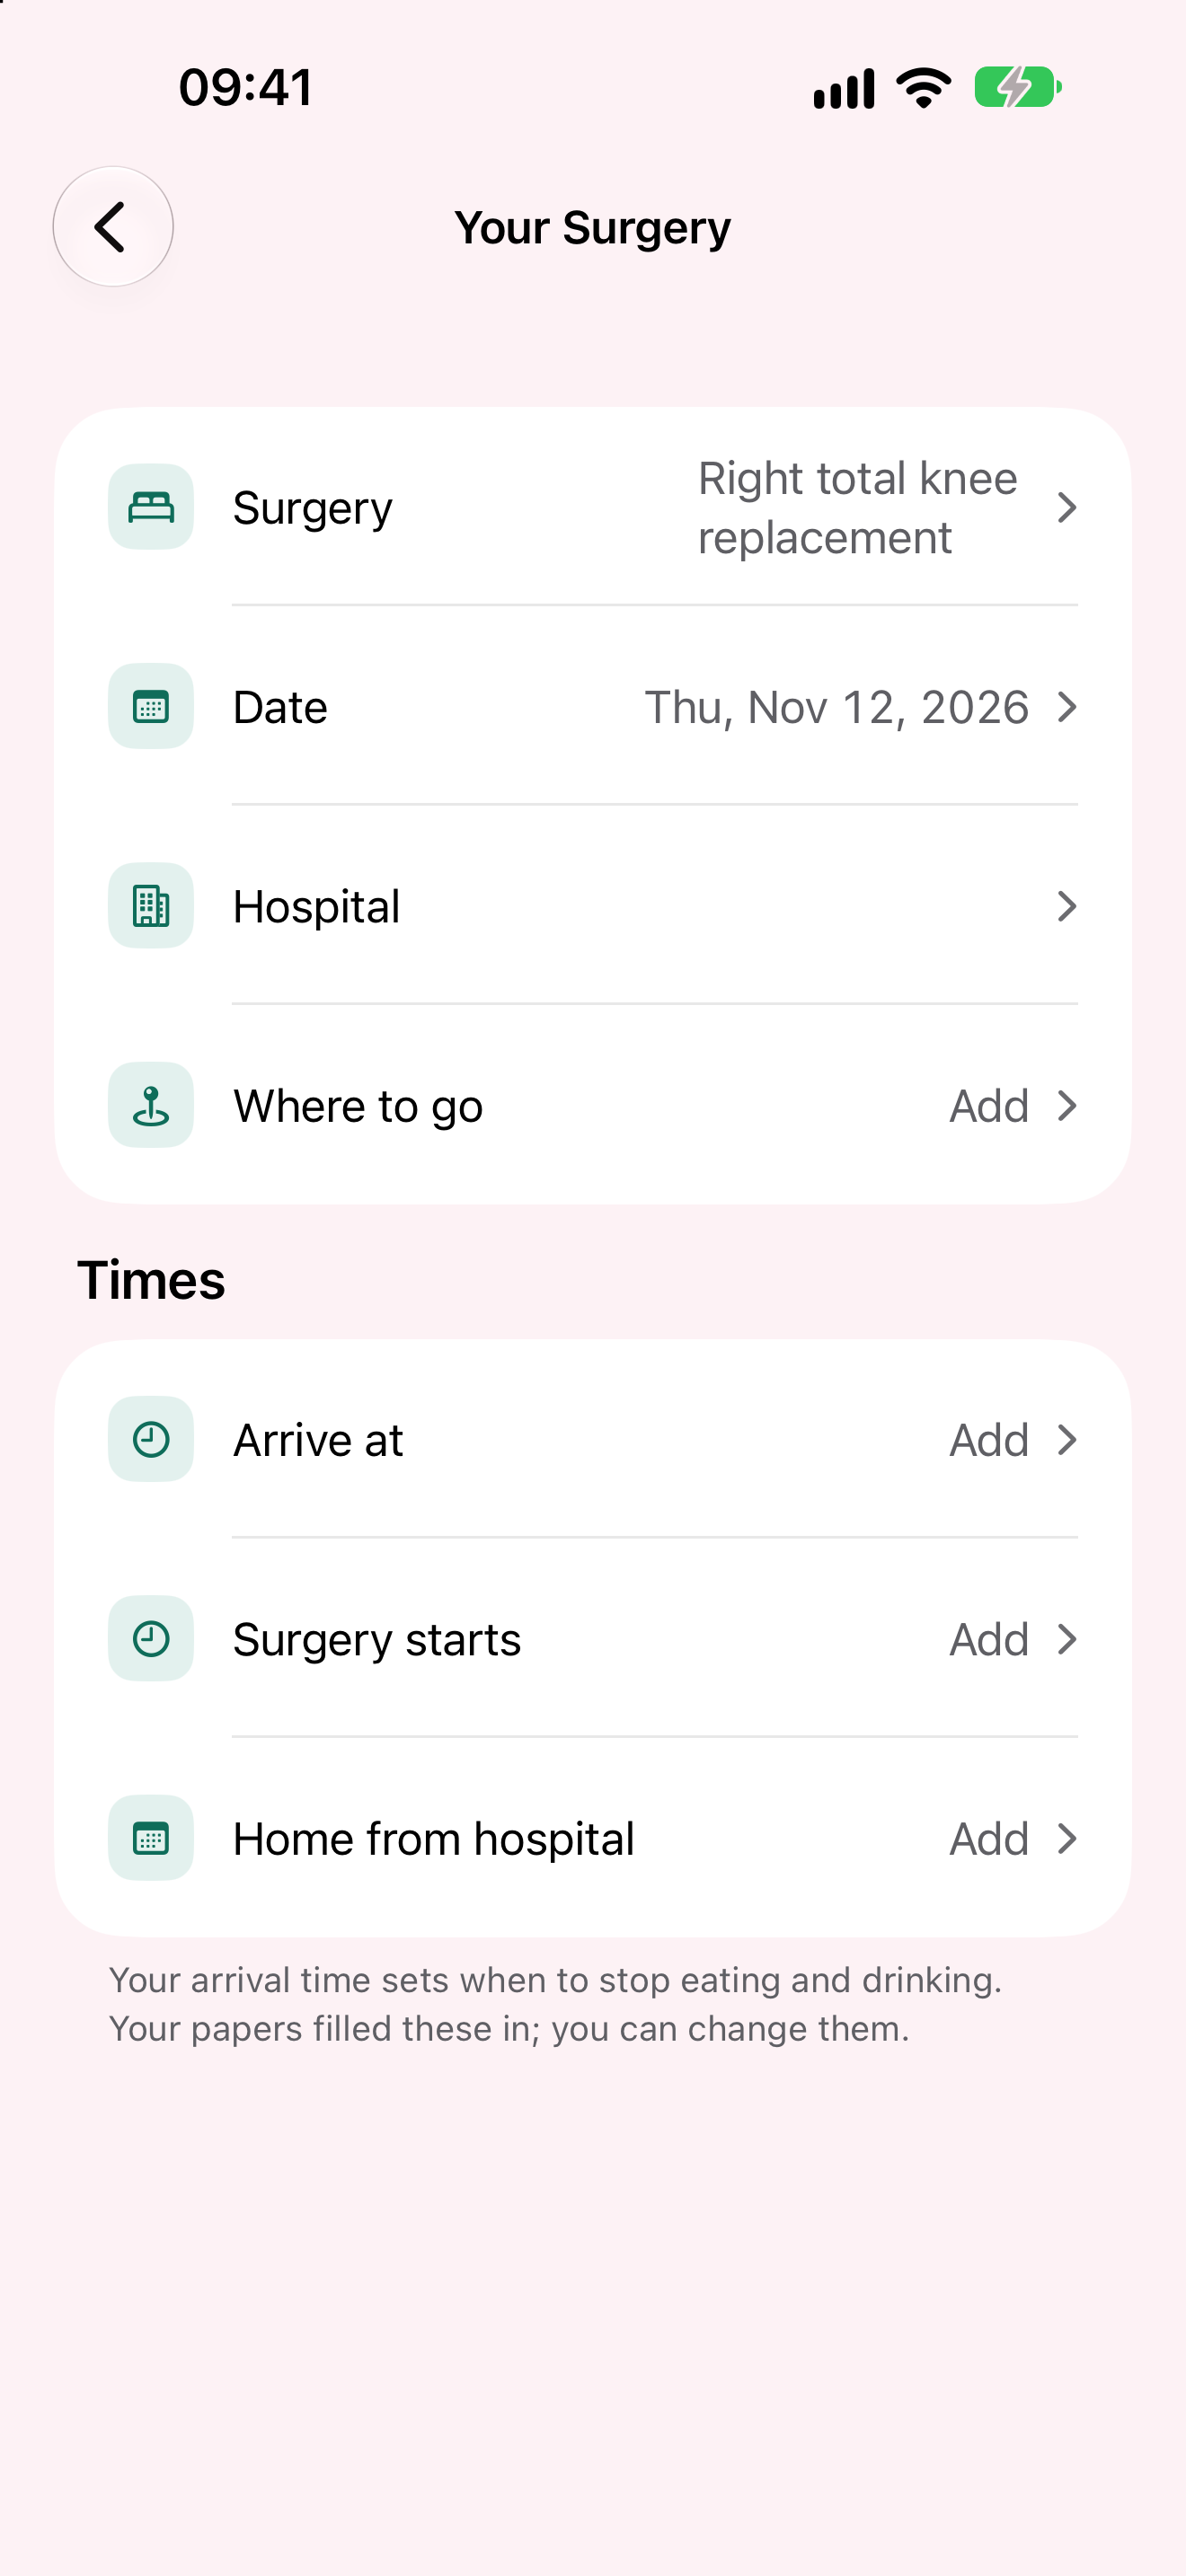 09:41
Your Surgery
Surgery
Right total knee
replacement
Date
Thu, Nov 12, 2026
Hospital
Where to go
Add
Times
Arrive at
Add
Surgery starts
Add
Home from hospital
Add
Your arrival time sets when to stop eating and drinking.
Your papers filled these in; you can change them.